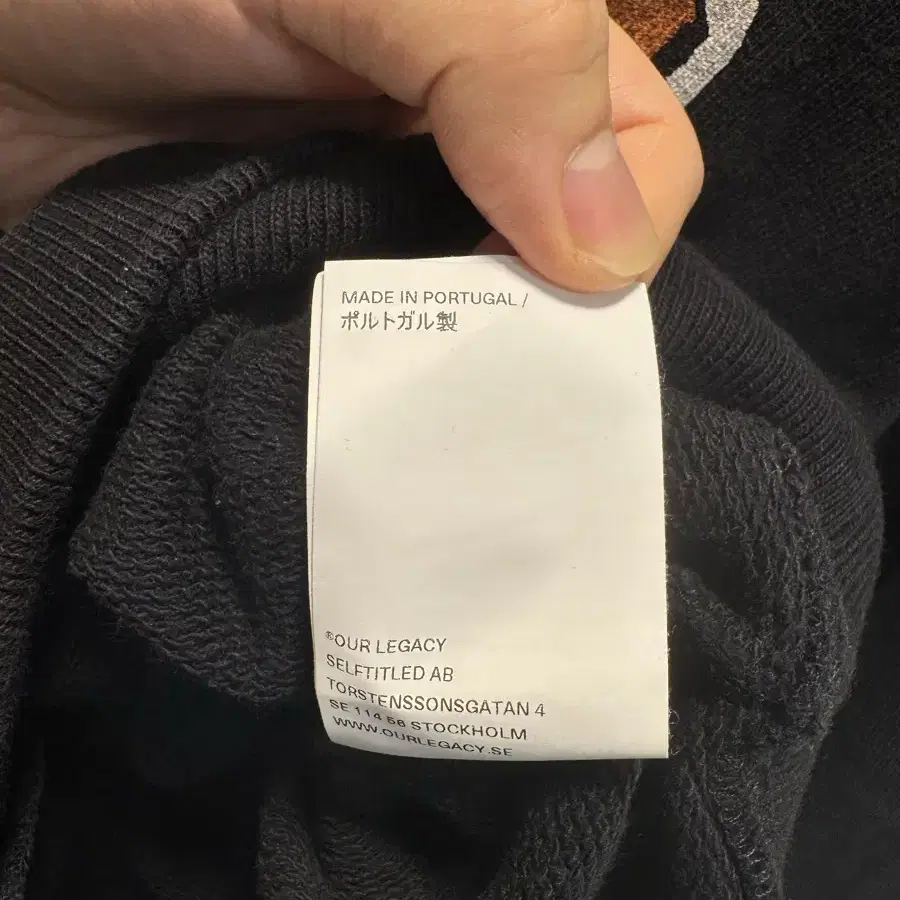 MADE IN PORTUGAL /
ポルトガル製
®OUR LEGACY
SELFTITLED AB
TORSTENSSONSGATAN 4
SE 114 56 STOCKHOLM
WWW.OURLEGACY.SE